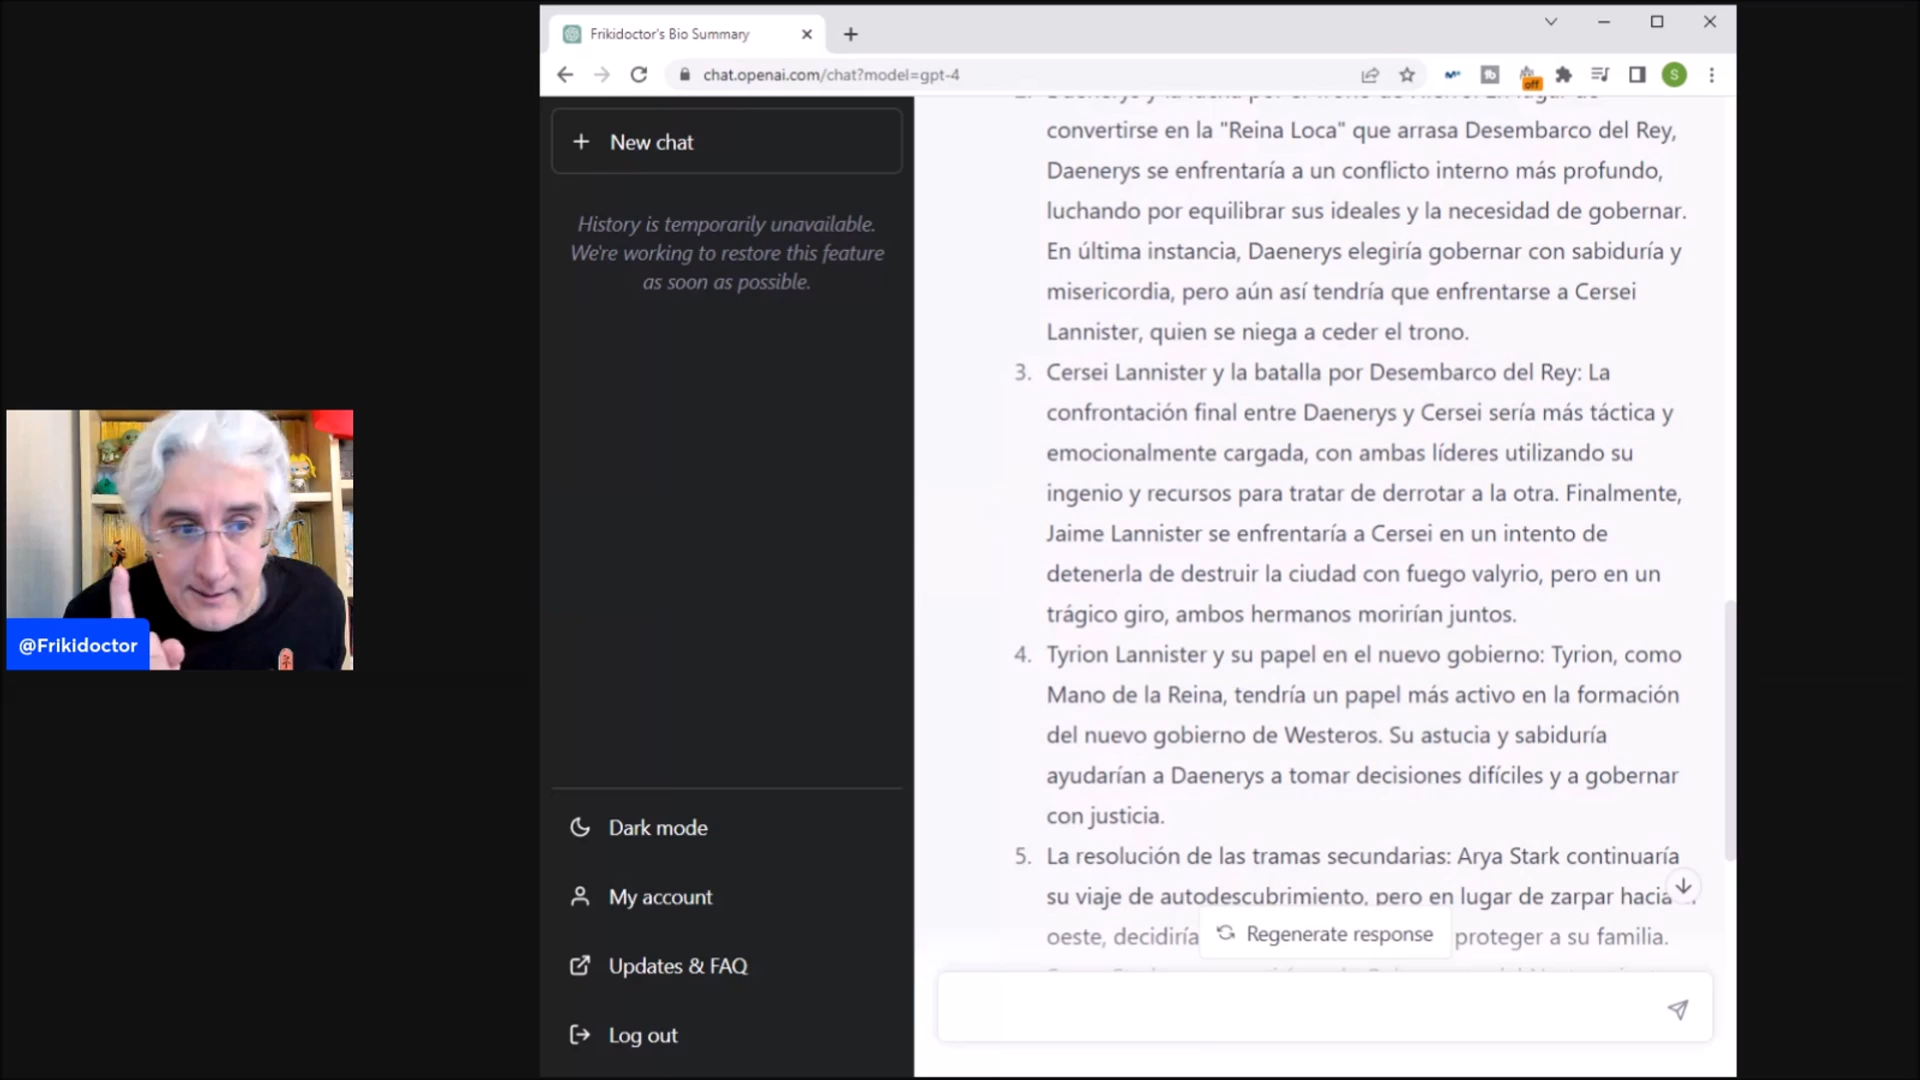 Frikidoctor's Bio Summary
chat.openai.com/chat?model=gpt-4
off
S
New chat
History is temporarily unavailable.
We're working to restore this feature
as soon as possible.
convertirse en la "Reina Loca" que arrasa Desembarco del Rey,
Daenerys se enfrentaría a un conflicto interno más profundo,
luchando por equilibrar sus ideales y la necesidad de gobernar.
En última instancia, Daenerys elegiría gobernar con sabiduría y
misericordia, pero aún así tendría que enfrentarse a Cersei
Lannister, quien se niega a ceder el trono.
3. Cersei Lannister y la batalla por Desembarco del Rey: La
confrontación final entre Daenerys y Cersei sería más táctica y
emocionalmente cargada, con ambas líderes utilizando su
ingenio y recursos para tratar de derrotar a la otra. Finalmente,
Jaime Lannister se enfrentaría a Cersei en un intento de
detenerla de destruir la ciudad con fuego valyrio, pero en un
trágico giro, ambos hermanos morirían juntos.
4. Tyrion Lannister y su papel en el nuevo gobierno: Tyrion, como
Mano de la Reina, tendría un papel más activo en la formación
del nuevo gobierno de Westeros. Su astucia y sabiduría
ayudarían a Daenerys a tomar decisiones difíciles y a gobernar
con justicia.
5. La resolución de las tramas secundarias: Arya Stark continuaría
su viaje de autodescubrimiento, pero en lugar de zarpar hacia
oeste, decidiría proteger a su familia.
Regenerate response
@Frikidoctor
Dark mode
My account
Updates & FAQ
Log out